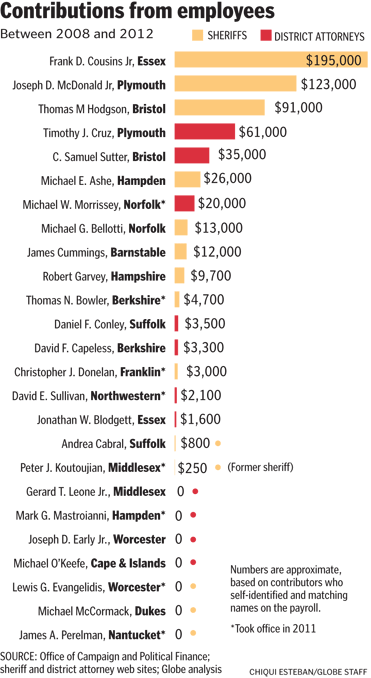 Contributions from employees
Between 2008 and 2012
SHERIFFS
DISTRICT ATTORNEYS
Frank D. Cousins Jr, Essex $195,000
Joseph D. McDonald Jr, Plymouth $123,000
Thomas M Hodgson, Bristol $91,000
Timothy J. Cruz, Plymouth $61,000
C. Samuel Sutter, Bristol $35,000
Michael E. Ashe, Hampden $26,000
Michael W. Morrissey, Norfolk* $20,000
Michael G. Bellotti, Norfolk $13,000
James Cummings, Barnstable $12,000
Robert Garvey, Hampshire $9,700
Thomas N. Bowler, Berkshire* $4,700
Daniel F. Conley, Suffolk $3,500
David F. Capeless, Berkshire $3,300
Christopher J. Donelan, Franklin* $3,000
David E. Sullivan, Northwestern* $2,100
Jonathan W. Blodgett, Essex $1,600
Andrea Cabral, Suffolk $800
Peter J. Koutoujian, Middlesex* $250 (Former sheriff)
Gerard T. Leone Jr., Middlesex 0
Mark G. Mastroianni, Hampden* 0
Joseph D. Early Jr., Worcester 0
Michael O'Keefe, Cape & Islands 0
Lewis G. Evangelidis, Worcester* 0
Michael McCormack, Dukes 0
James A. Perelman, Nantucket* 0
Numbers are approximate,
based on contributors who
self-identified and matching
names on the payroll.
*Took office in 2011
SOURCE: Office of Campaign and Political Finance;
sheriff and district attorney web sites; Globe analysis
CHIQUI ESTEBAN/GLOBE STAFF